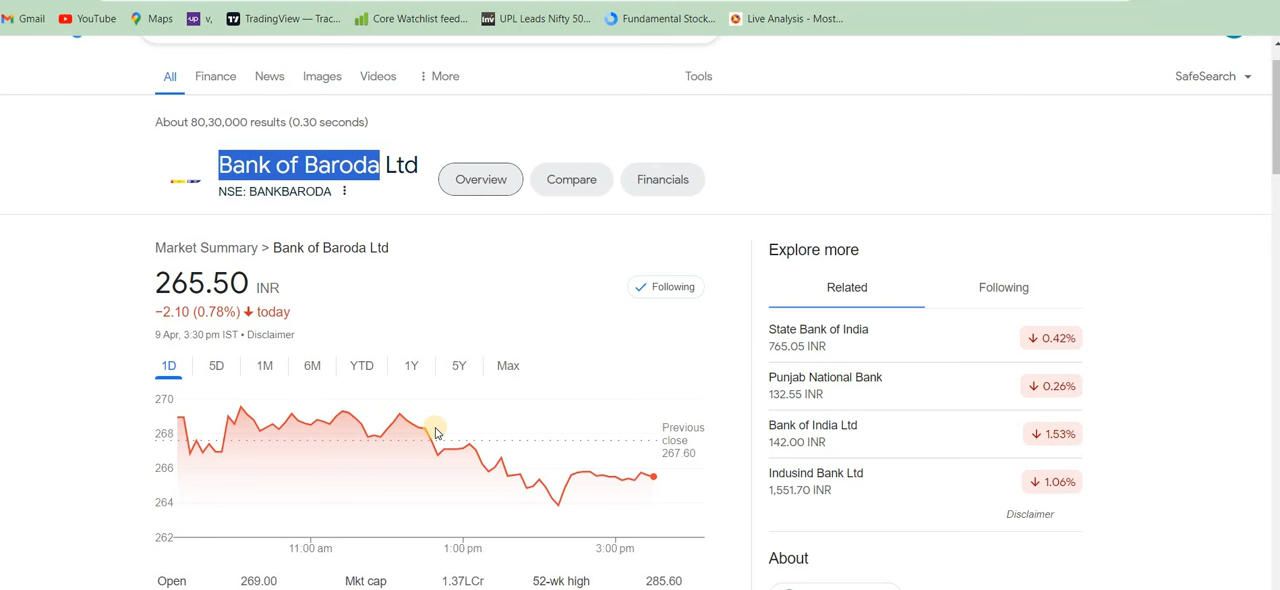 Gmail YouTube Maps v, TradingView — Trac... Core Watchlist feed... UPL Leads Nifty 50... Fundamental Stock... Live Analysis - Most...
All Finance News Images Videos More Tools SafeSearch
About 80,30,000 results (0.30 seconds)
Bank of Baroda Ltd
NSE: BANKBARODA
Overview Compare Financials
Market Summary > Bank of Baroda Ltd
265.50 INR
Following
−2.10 (0.78%) today
9 Apr, 3:30 pm IST • Disclaimer
1D 5D 1M 6M YTD 1Y 5Y Max
270
268
266
264
262
Previous
close
267.60
11:00 am 1:00 pm 3:00 pm
Open 269.00 Mkt cap 1.37LCr 52-wk high 285.60
Explore more
Related Following
State Bank of India
765.05 INR
0.42%
Punjab National Bank
132.55 INR
0.26%
Bank of India Ltd
142.00 INR
1.53%
Indusind Bank Ltd
1,551.70 INR
1.06%
Disclaimer
About